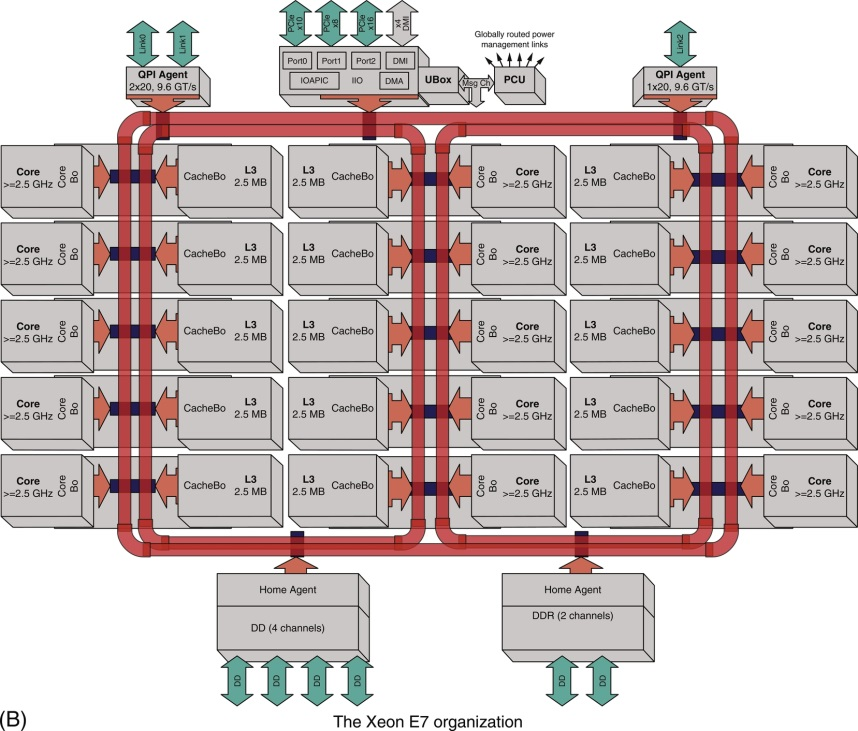 PCIe x10
PCIe x8
PCIe x16
x4 DMI
Globally routed power
management links
Link0
Link1
Link2
QPI Agent
2x20, 9.6 GT/s
Port0
Port1
Port2
DMI
IOAPIC
IIO
DMA
UBox
Msg Ch
PCU
QPI Agent
1x20, 9.6 GT/s
Core
>=2.5 GHz
Core Bo
CacheBo
L3
2.5 MB
L3
2.5 MB
CacheBo
Core Bo
Core
>=2.5 GHz
L3
2.5 MB
CacheBo
Core Bo
Core
>=2.5 GHz
Core
>=2.5 GHz
Core Bo
CacheBo
L3
2.5 MB
L3
2.5 MB
CacheBo
Core Bo
Core
>=2.5 GHz
L3
2.5 MB
CacheBo
Core Bo
Core
>=2.5 GHz
Core
>=2.5 GHz
Core Bo
CacheBo
L3
2.5 MB
L3
2.5 MB
CacheBo
Core Bo
Core
>=2.5 GHz
L3
2.5 MB
CacheBo
Core Bo
Core
>=2.5 GHz
Core
>=2.5 GHz
Core Bo
CacheBo
L3
2.5 MB
L3
2.5 MB
CacheBo
Core Bo
Core
>=2.5 GHz
L3
2.5 MB
CacheBo
Core Bo
Core
>=2.5 GHz
Core
>=2.5 GHz
Core Bo
CacheBo
L3
2.5 MB
L3
2.5 MB
CacheBo
Core Bo
Core
>=2.5 GHz
L3
2.5 MB
CacheBo
Core Bo
Core
>=2.5 GHz
Home Agent
DD (4 channels)
Home Agent
DDR (2 channels)
DD
DD
DD
DD
DD
DD
(B)
The Xeon E7 organization